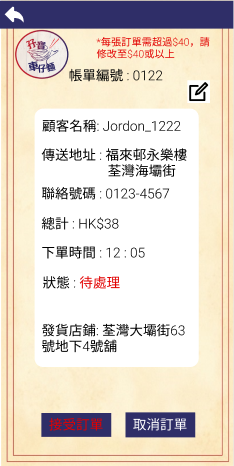 *每張訂單需超過$40，請
修改至$40或以上
孖寶
車仔麵
帳單編號 : 0122
顧客名稱: Jordon_1222
傳送地址 : 福來邨永樂樓
荃灣海壩街
聯絡號碼 : 0123-4567
總計 : HK$38
下單時間 : 12 : 05
狀態 : 待處理
發貨店鋪: 荃灣大壩街63
號地下4號舖
接受訂單
取消訂單